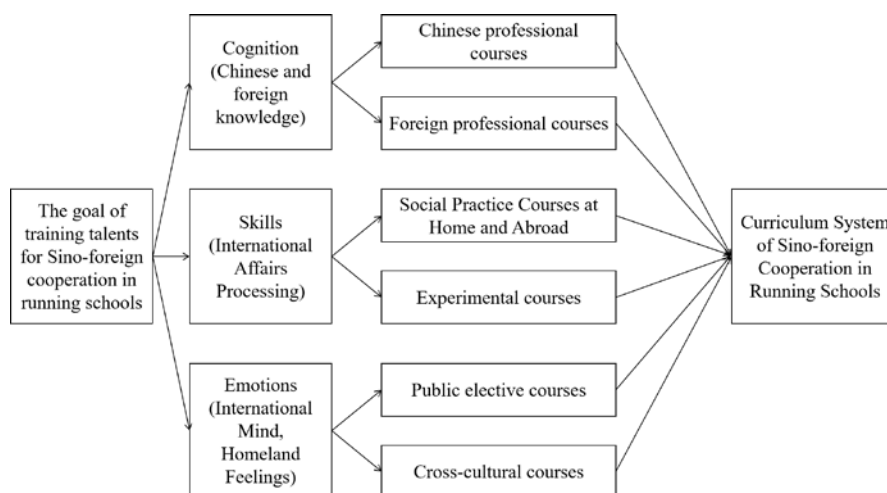 The goal of
training talents
for Sino-foreign
cooperation in
running schools
Cognition
(Chinese and
foreign
knowledge)
Skills
(International
Affairs
Processing)
Emotions
(International
Mind,
Homeland
Feelings)
Chinese professional
courses
Foreign professional courses
Social Practice Courses at
Home and Abroad
Experimental courses
Public elective courses
Cross-cultural courses
Curriculum System
of Sino-foreign
Cooperation in
Running Schools